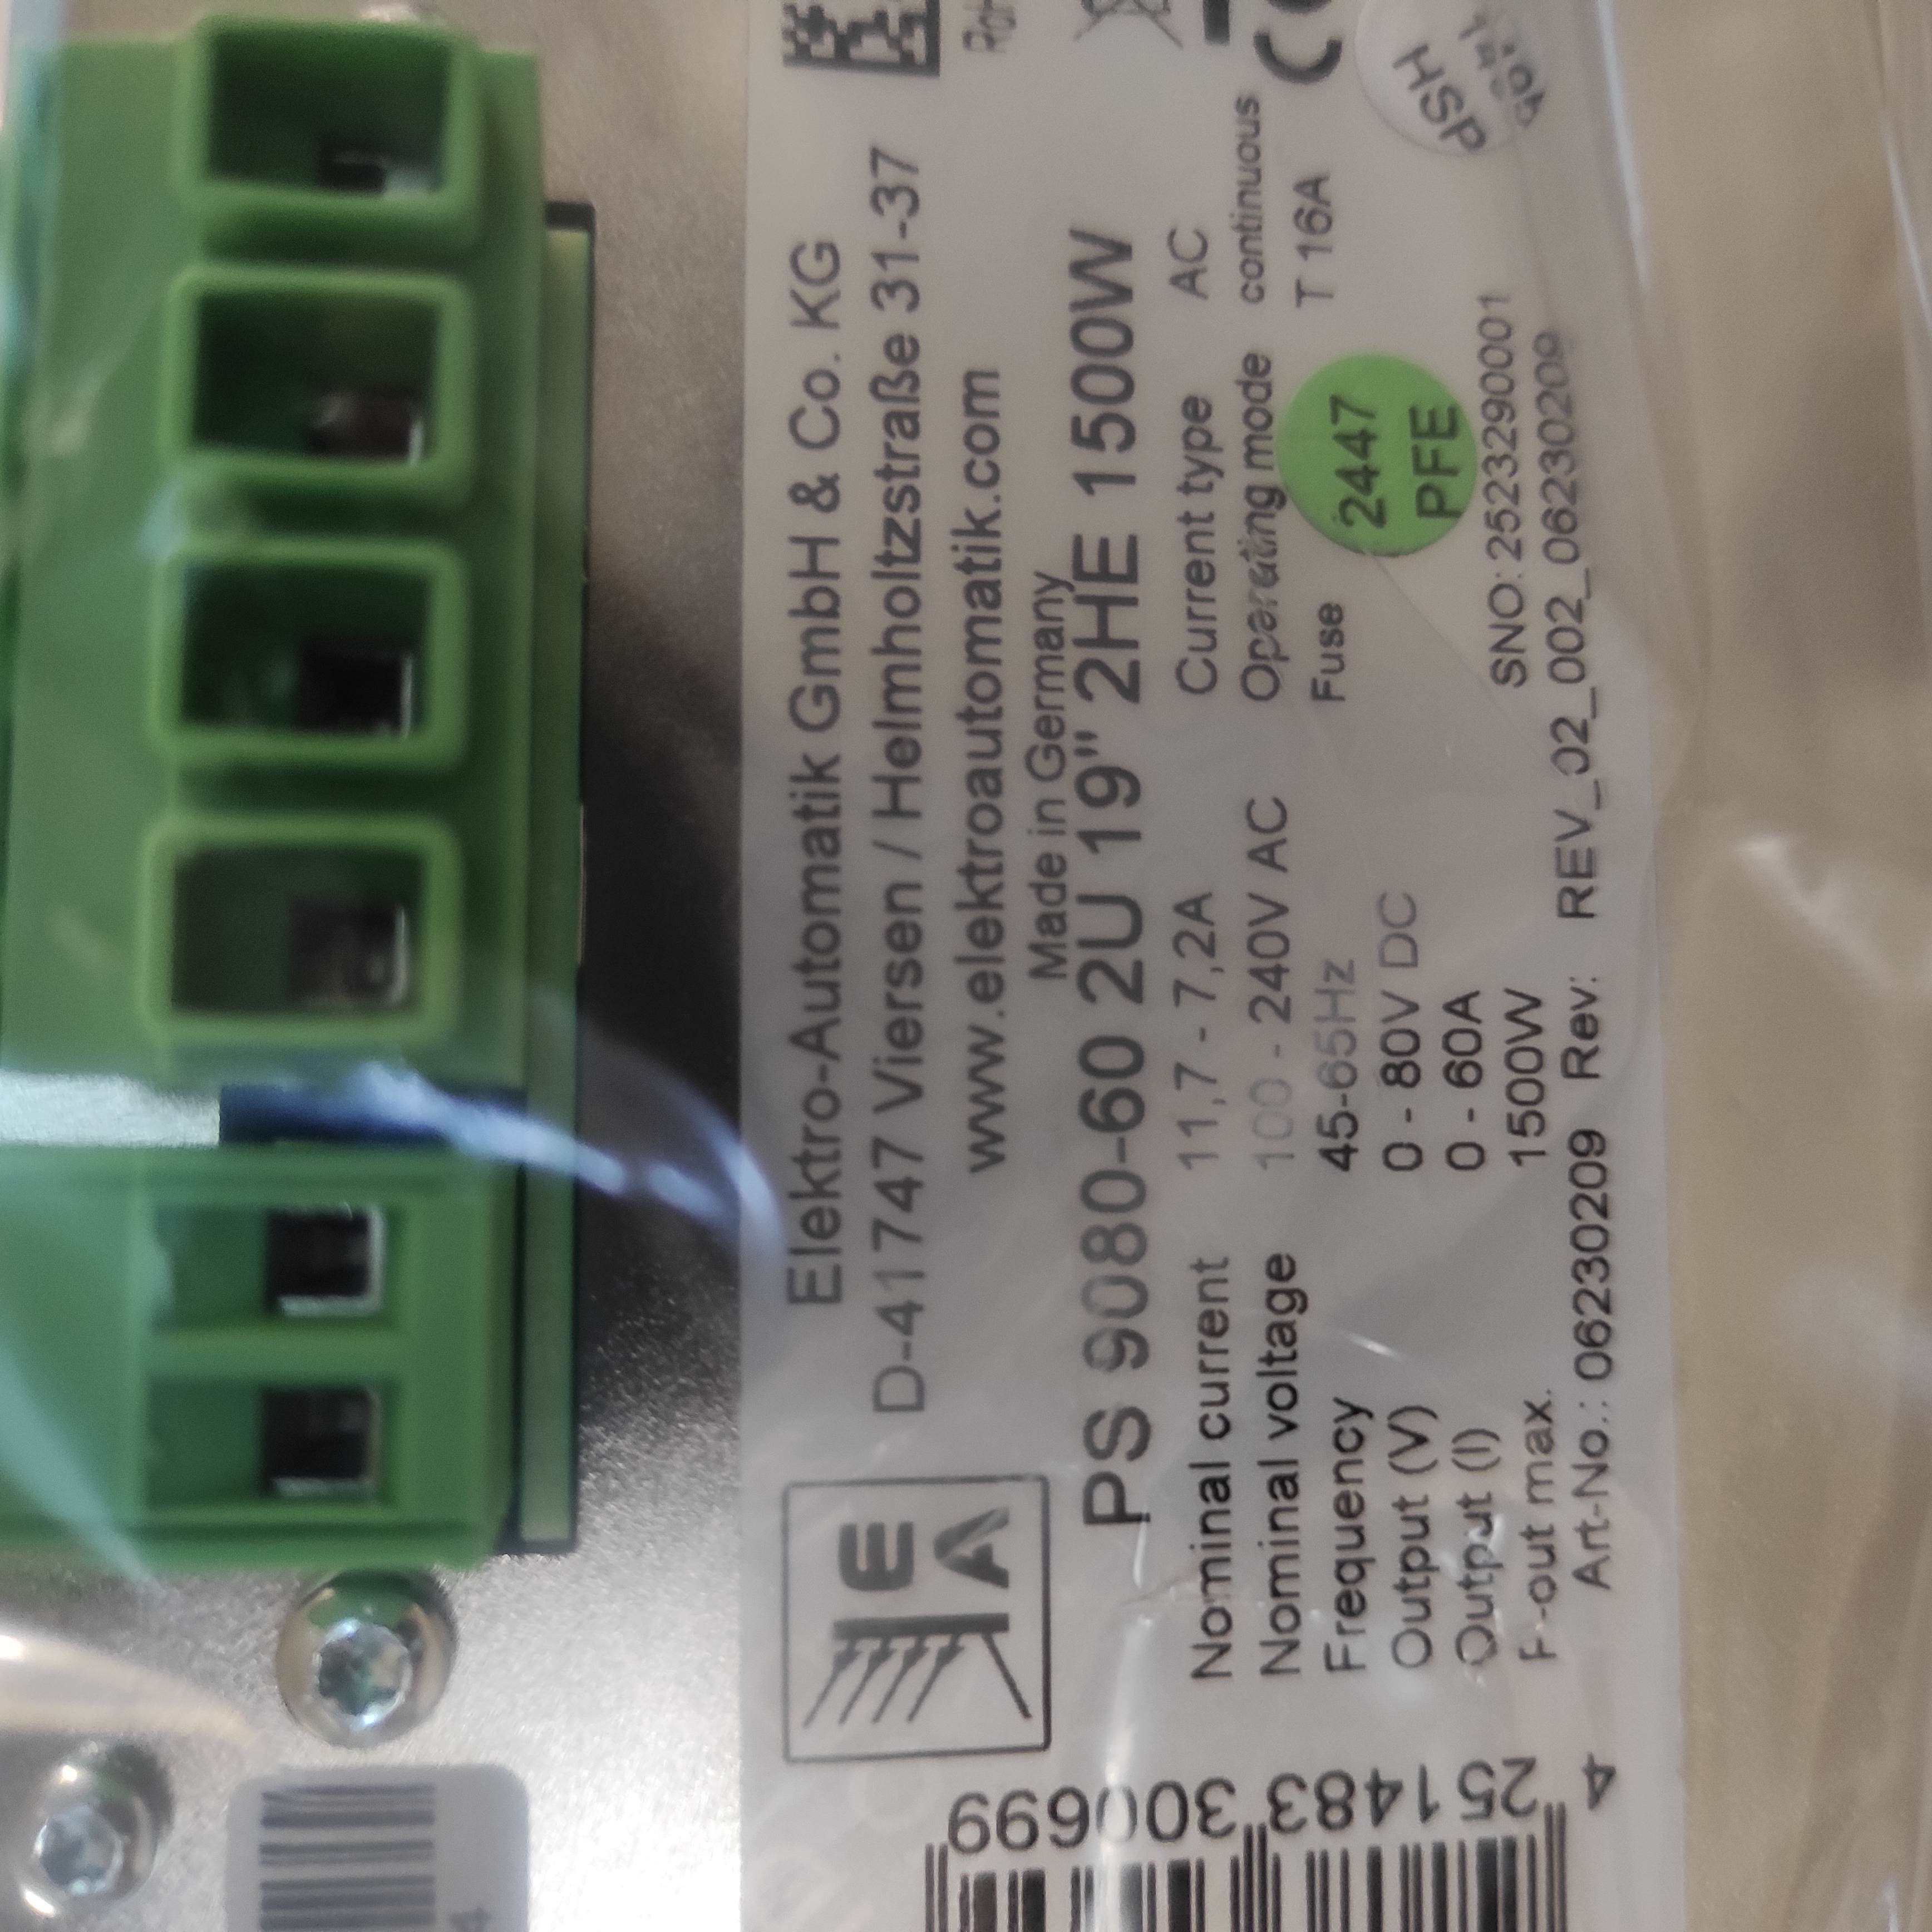 EA
Elektro-Automatik GmbH & Co. KG
D-41747 Viersen / Helmholtzstraße 31-37
www.elektroautomatik.com
Made in Germany
PS 9080-60 2U 19" 2HE 1500W
Nominal current 11,7 - 7,2A Current type AC
Nominal voltage 100 - 240V AC Operating mode continuous
Frequency 45-65Hz Fuse T 16A
Output (V) 0 - 80V DC
Output (I) 0 - 60A
F-out max. 1500W
2447
PFE
SNO: 2523290001
Art-No.: 06230209 Rev: REV_02_002_06230209
RoH
HSP
4 251483 300699
4